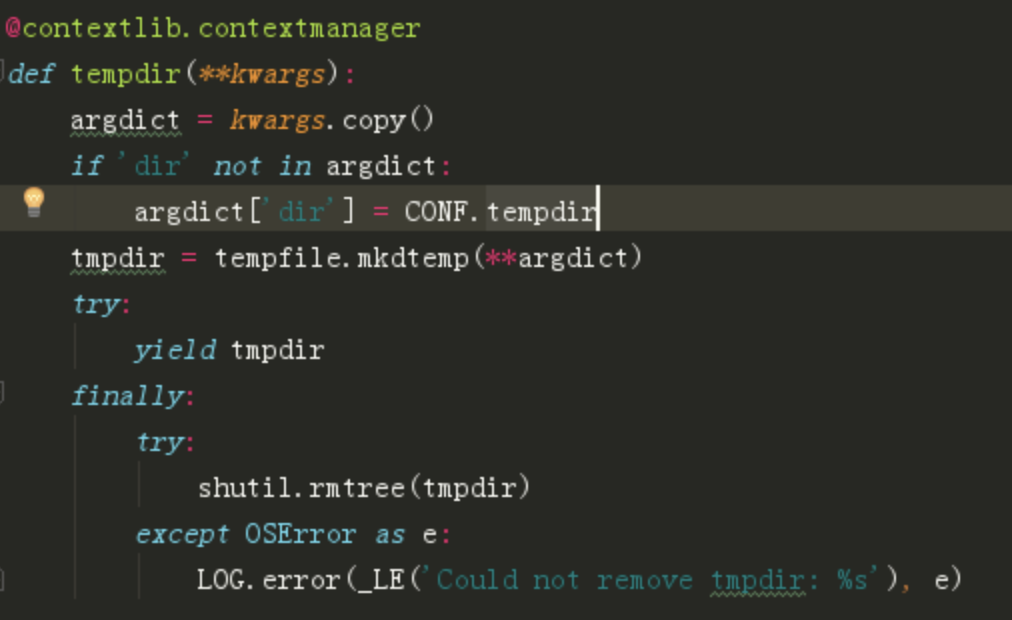 @contextlib.contextmanager
def tempdir(**kwargs):
    argdict = kwargs.copy()
    if 'dir' not in argdict:
        argdict['dir'] = CONF.tempdir
    tmpdir = tempfile.mkdtemp(**argdict)
    try:
        yield tmpdir
    finally:
        try:
            shutil.rmtree(tmpdir)
        except OSError as e:
            LOG.error(_LE('Could not remove tmpdir: %s'), e)